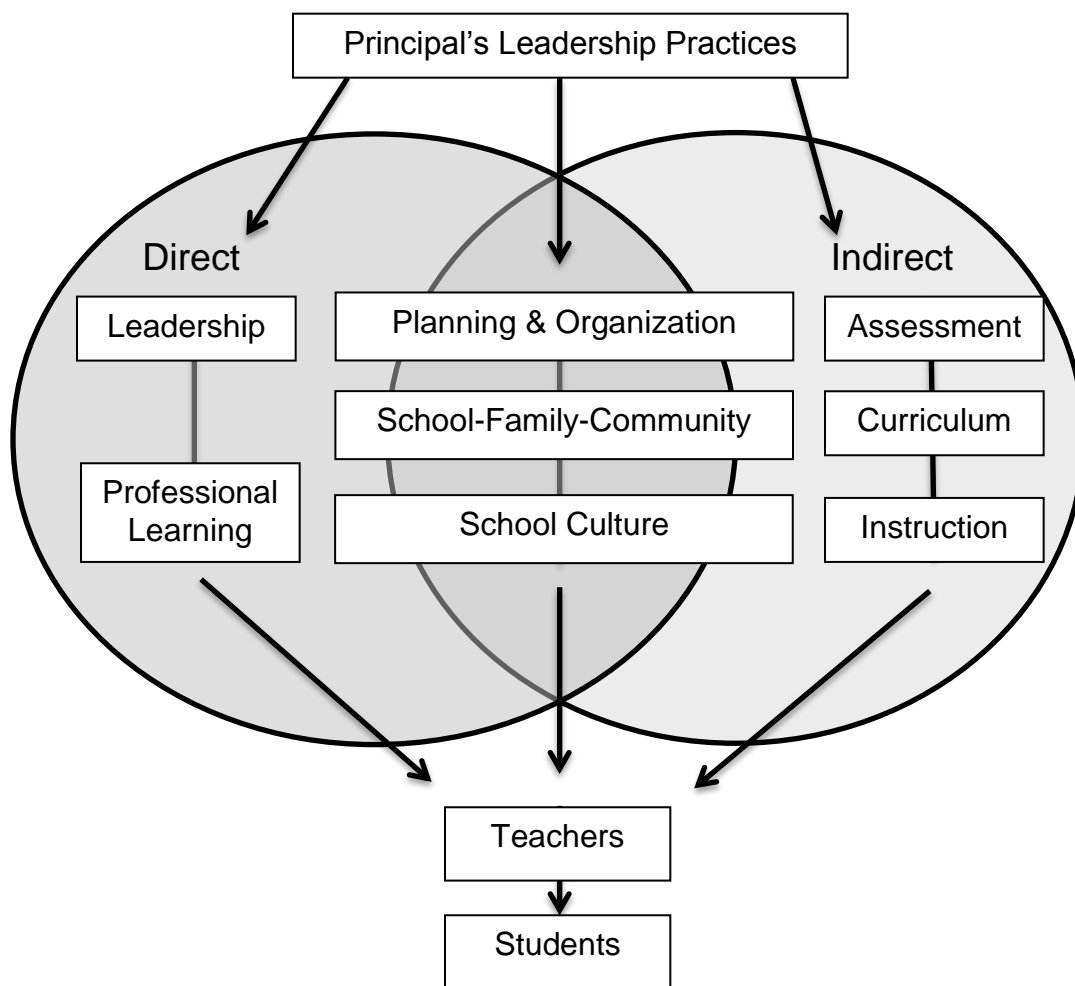 Principal’s Leadership Practices
Direct
Indirect
Leadership
Planning & Organization
Assessment
School-Family-Community
Curriculum
Professional
Learning
School Culture
Instruction
Teachers
Students